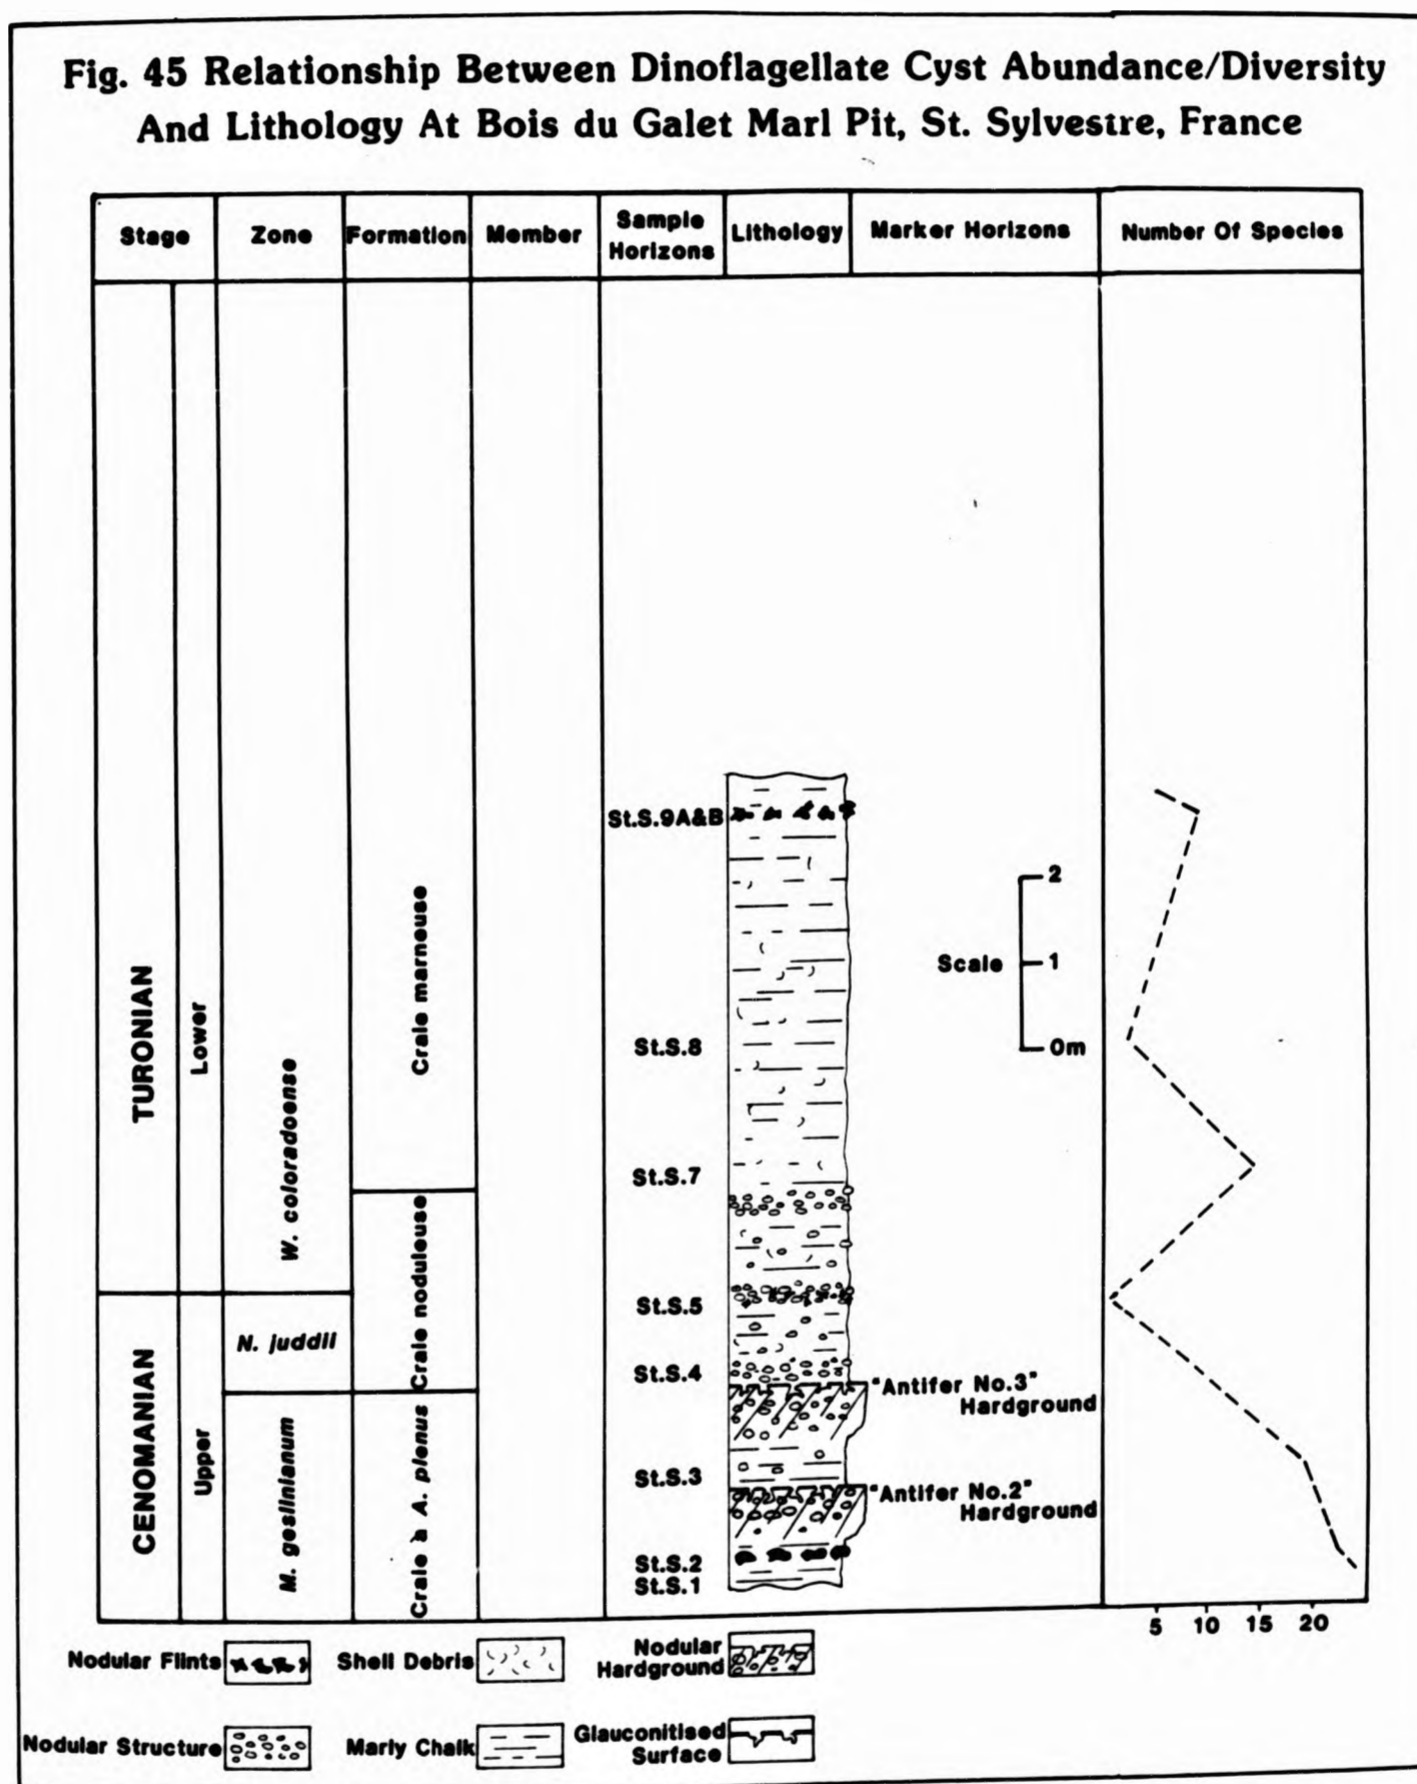 Fig. 45 Relationship Between Dinoflagellate Cyst Abundance/Diversity
And Lithology At Bois du Galet Marl Pit, St. Sylvestre, France
Stage
Zone
Formation
Member
Sample
Horizons
Lithology
Marker Horizons
Number Of Species
TURONIAN
Lower
W. coloradoense
Craie marneuse
Craie noduleuse
CENOMANIAN
Upper
N. juddii
M. geslinianum
Craie à A. plenus
St.S.9A&B
St.S.8
St.S.7
St.S.5
St.S.4
St.S.3
St.S.2
St.S.1
"Antifer No.3"
Hardground
"Antifer No.2"
Hardground
Scale
2
1
0m
5 10 15 20
Nodular Flints
Shell Debris
Nodular
Hardground
Nodular Structure
Marly Chalk
Glauconitised
Surface